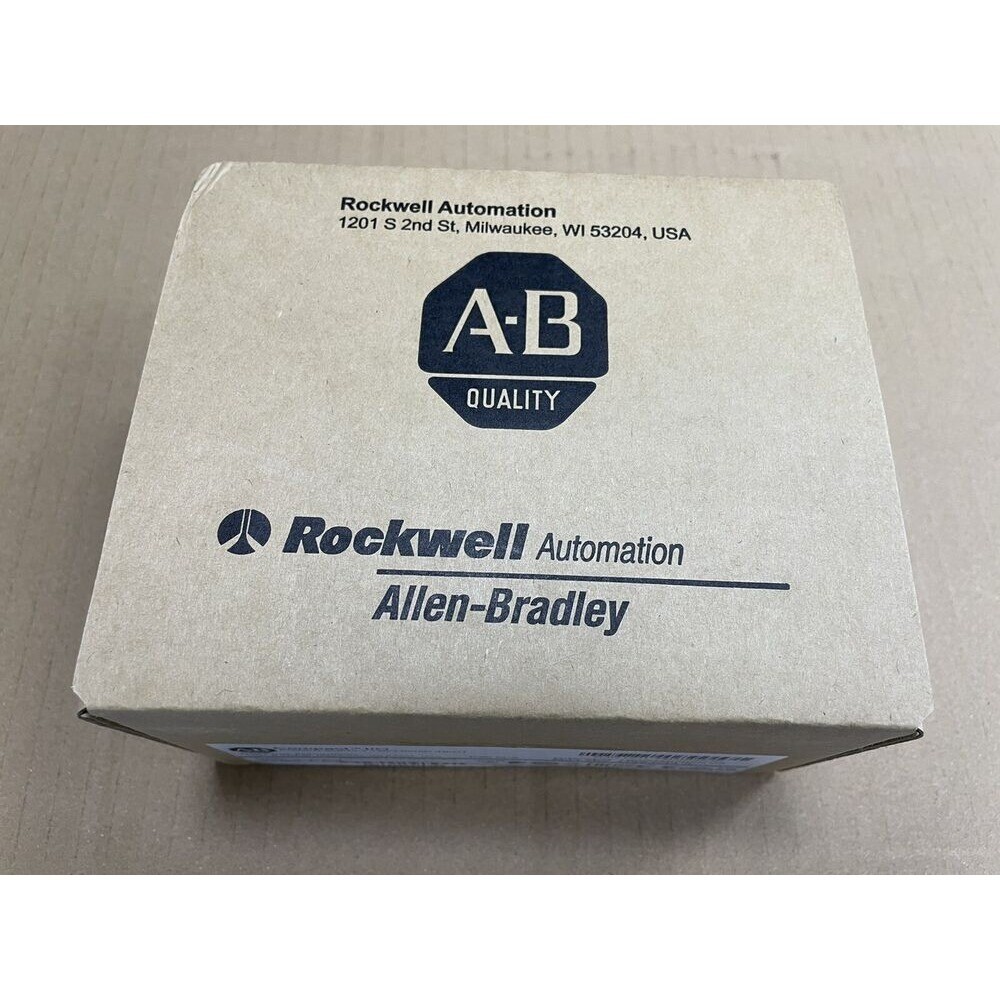 Rockwell Automation
1201 S 2nd St, Milwaukee, WI 53204, USA
A-B
QUALITY
Rockwell Automation
Allen-Bradley
A-B